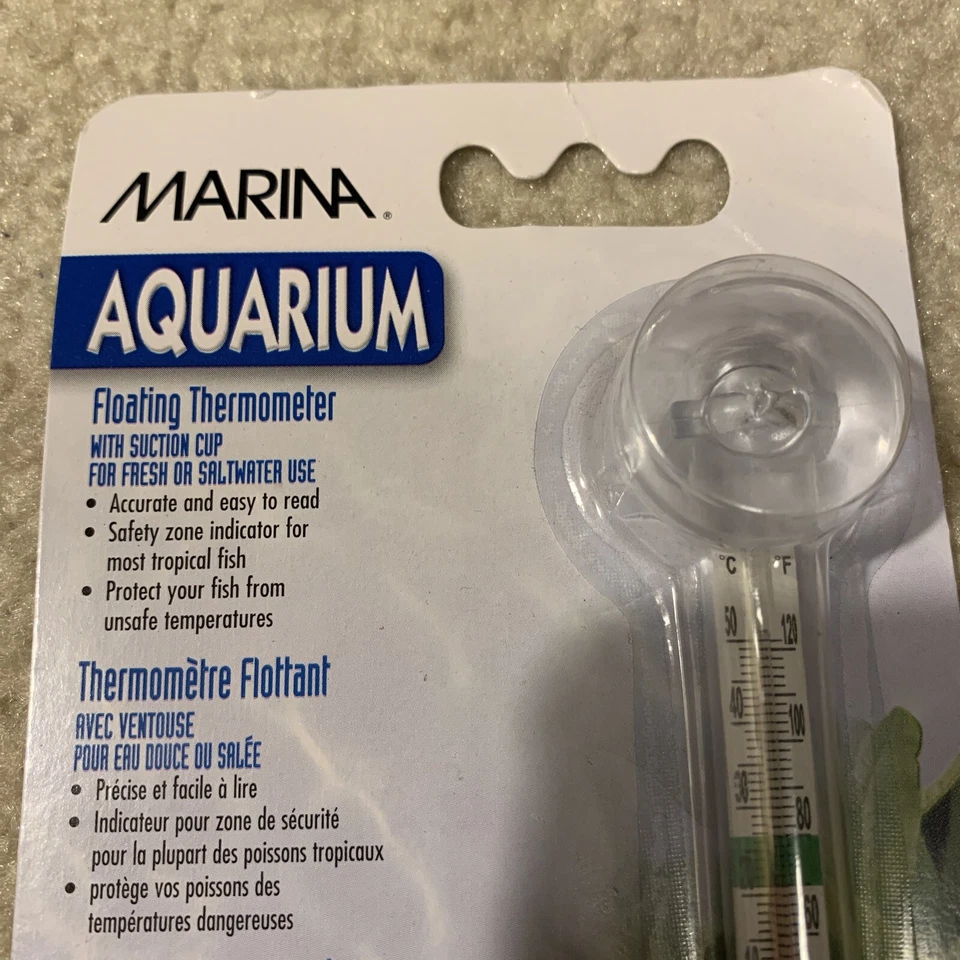 MARINA®
AQUARIUM
Floating Thermometer
WITH SUCTION CUP
FOR FRESH OR SALTWATER USE
• Accurate and easy to read
• Safety zone indicator for
most tropical fish
• Protect your fish from
unsafe temperatures
Thermomètre Flottant
AVEC VENTOUSE
POUR EAU DOUCE OU SALÉE
• Précise et facile à lire
• Indicateur pour zone de sécurité
pour la plupart des poissons tropicaux
• protège vos poissons des
températures dangereuses
°C °F
50 120
40 100
30 80
60